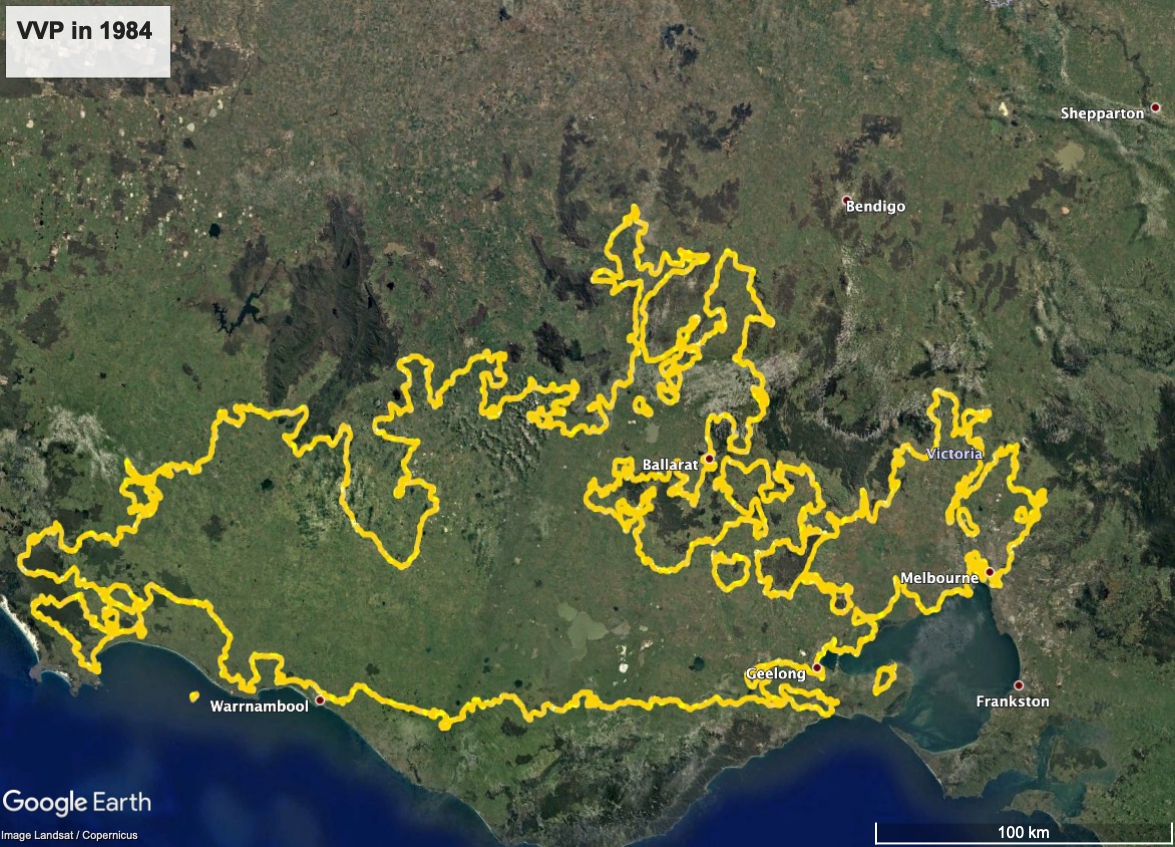 VVP in 1984
Shepparton
Bendigo
Victoria
Ballarat
Melbourne
Geelong
Frankston
Warrnambool
Google Earth
Image Landsat / Copernicus
100 km